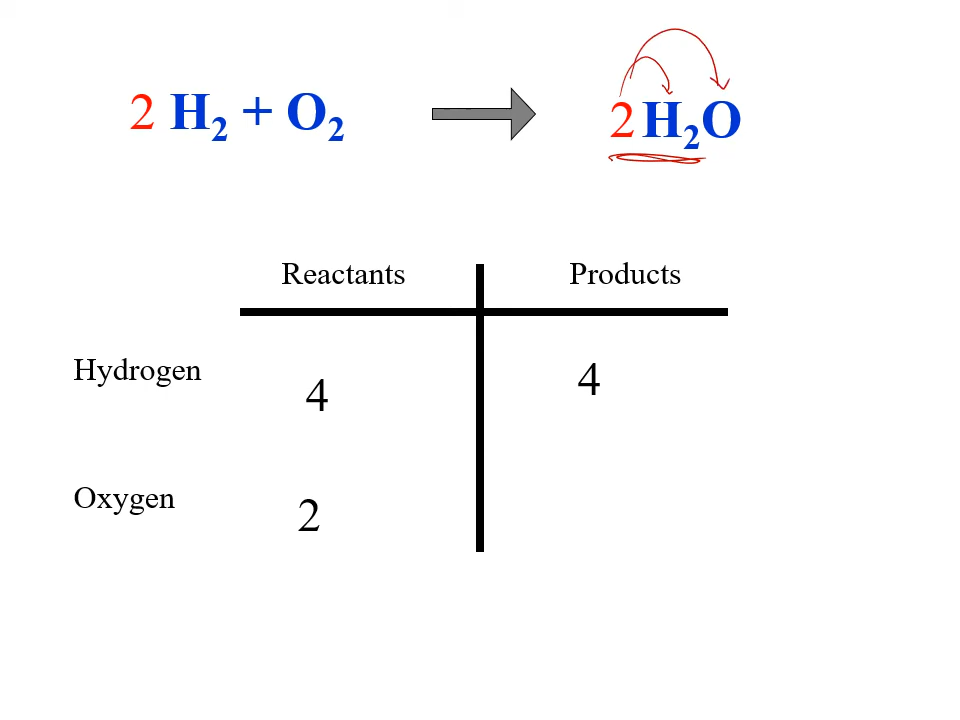 2 H₂ + O₂ 2 H₂O
Reactants Products
Hydrogen 4 4
Oxygen 2